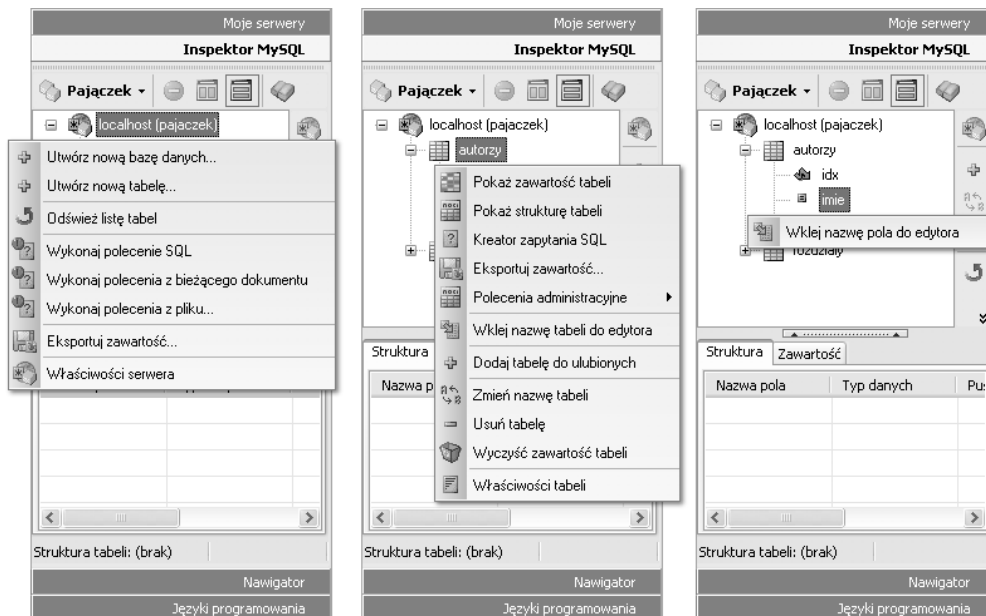 Moje serwery
Inspektor MySQL
Pajączek
localhost (pajaczek)
Utwórz nową bazę danych...
Utwórz nową tabelę...
Odśwież listę tabel
Wykonaj polecenie SQL
Wykonaj polecenia z bieżącego dokumentu
Wykonaj polecenia z pliku...
Eksportuj zawartość...
Właściwości serwera
Struktura tabeli: (brak)
Nawigator
Języki programowania
Moje serwery
Inspektor MySQL
Pajączek
localhost (pajaczek)
autorzy
Pokaż zawartość tabeli
Pokaż strukturę tabeli
Kreator zapytania SQL
Eksportuj zawartość...
Polecenia administracyjne
Wklej nazwę tabeli do edytora
Dodaj tabelę do ulubionych
Zmień nazwę tabeli
Usuń tabelę
Wyczyść zawartość tabeli
Właściwości tabeli
Struktura
Nazwa p
Struktura tabeli: (brak)
Nawigator
Języki programowania
Moje serwery
Inspektor MySQL
Pajączek
localhost (pajaczek)
autorzy
idx
imie
Wklej nazwę pola do edytora
rozdziały
Struktura Zawartość
Nazwa pola Typ danych Pu
Struktura tabeli: (brak)
Nawigator
Języki programowania